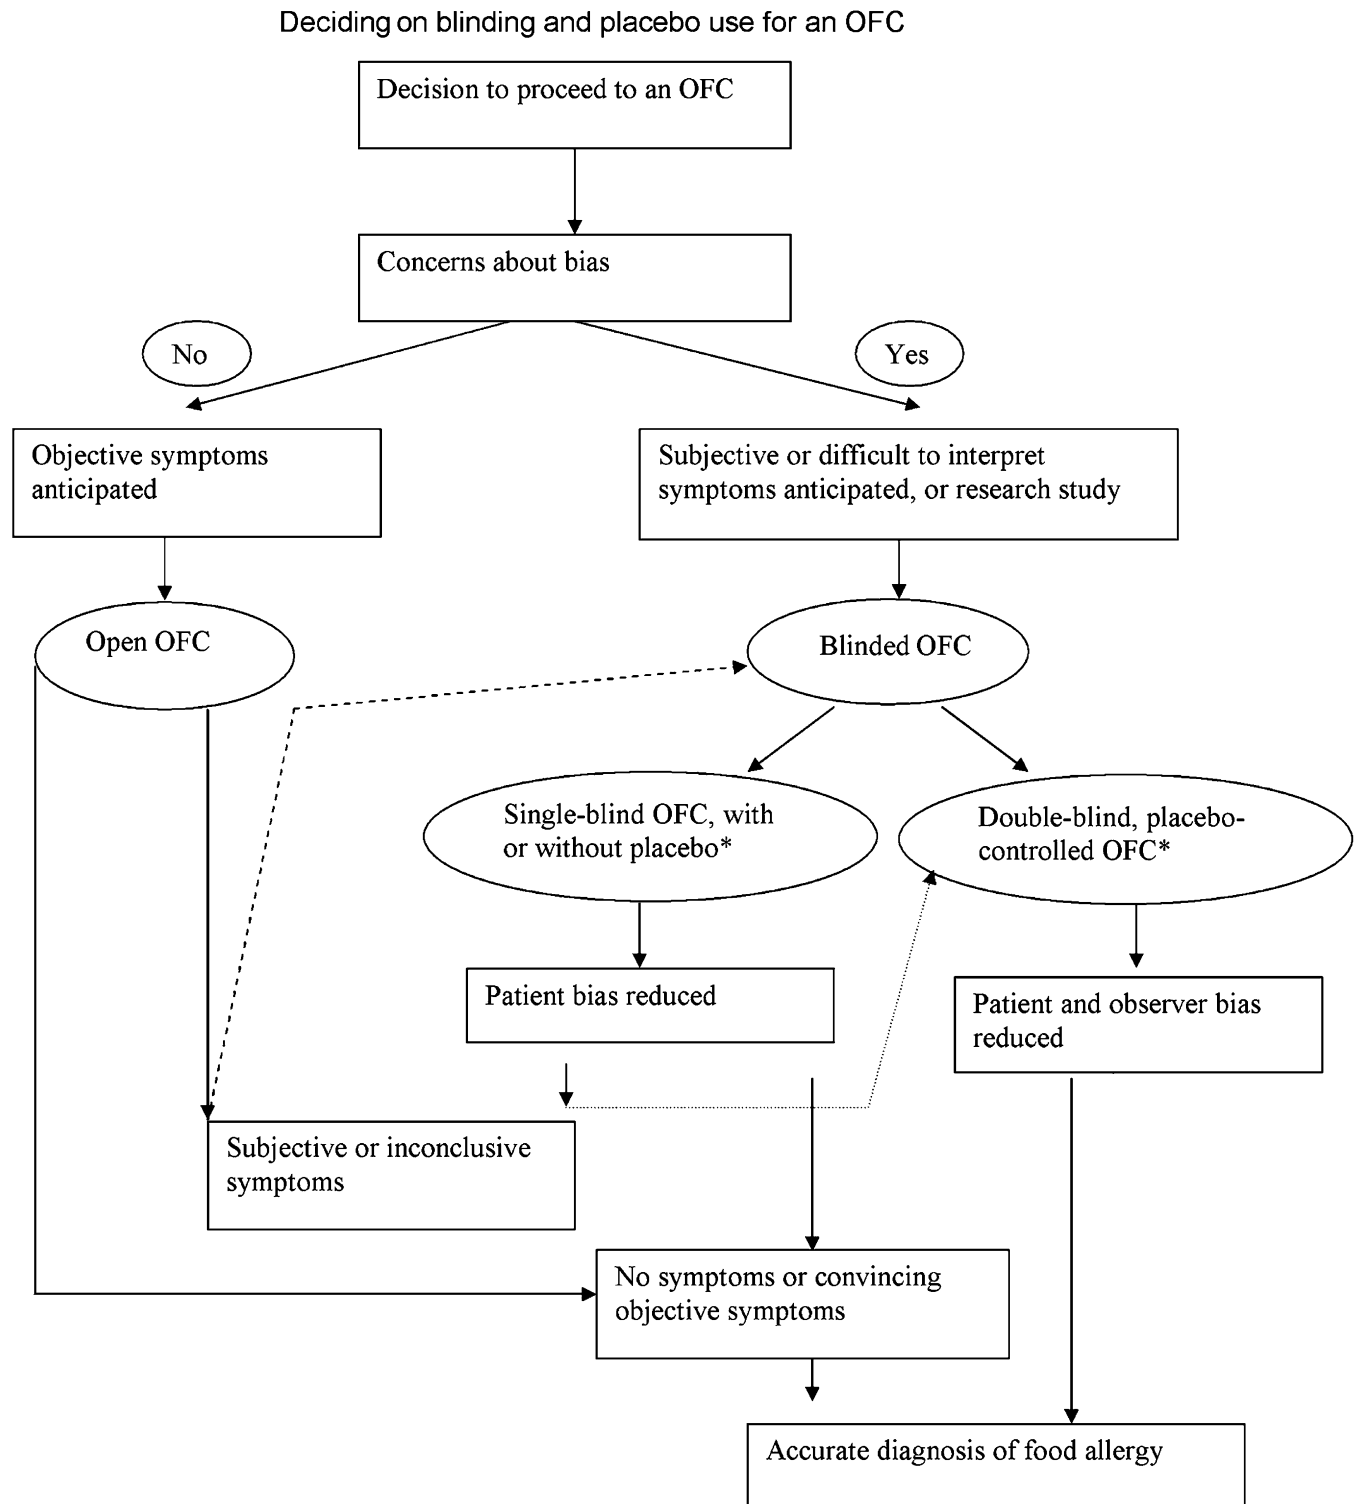 Deciding on blinding and placebo use for an OFC
Decision to proceed to an OFC
Concerns about bias
No
Yes
Objective symptoms
anticipated
Subjective or difficult to interpret
symptoms anticipated, or research study
Open OFC
Blinded OFC
Single-blind OFC, with
or without placebo*
Double-blind, placebo-
controlled OFC*
Patient bias reduced
Patient and observer bias
reduced
Subjective or inconclusive
symptoms
No symptoms or convincing
objective symptoms
Accurate diagnosis of food allergy